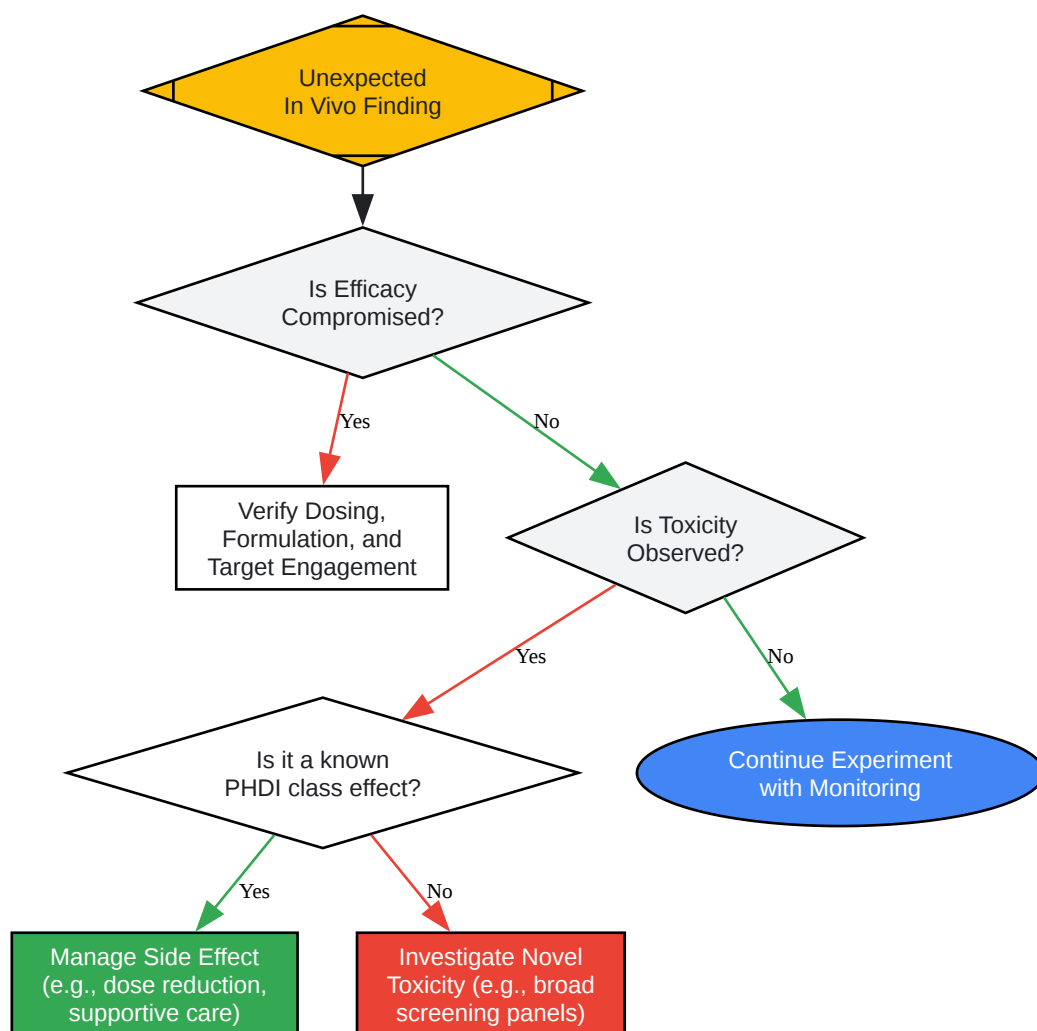 Unexpected
In Vivo Finding
Is Efficacy
Compromised?
Yes
No
Verify Dosing,
Formulation, and
Target Engagement
Is Toxicity
Observed?
Yes
No
Is it a known
PHDI class effect?
Continue Experiment
with Monitoring
Yes
No
Manage Side Effect
(e.g., dose reduction,
supportive care)
Investigate Novel
Toxicity (e.g., broad
screening panels)